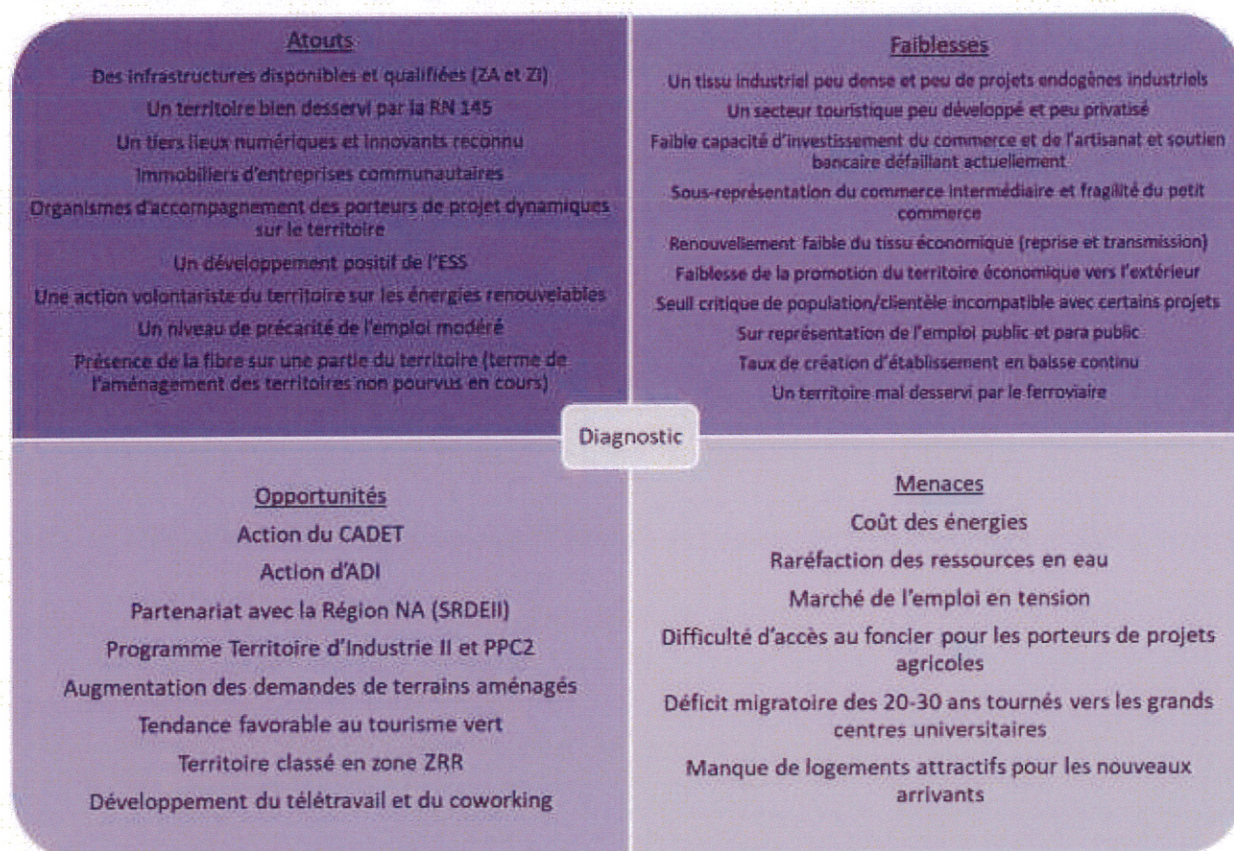 Atouts
Des infrastructures disponibles et qualifiées (ZA et ZI)
Un territoire bien desservi par la RN 145
Un tiers lieux numériques et innovants reconnu
Immobiliers d'entreprises communautaires
Organismes d'accompagnement des porteurs de projet dynamiques
sur le territoire
Un développement positif de l'ESS
Une action volontariste du territoire sur les énergies renouvelables
Un niveau de précarité de l'emploi modéré
Présence de la fibre sur une partie du territoire (terme de
l'aménagement des territoires non pourvus en cours)
Faiblesses
Un tissu industriel peu dense et peu de projets endogènes industriels
Un secteur touristique peu développé et peu privatisé
Faible capacité d'investissement du commerce et de l'artisanat et soutien
bancaire défaillant actuellement
Sous-représentation du commerce intermédiaire et fragilité du petit
commerce
Renouvellement faible du tissu économique (reprise et transmission)
Faiblesse de la promotion du territoire économique vers l'extérieur
Seuil critique de population/clientèle incompatible avec certains projets
Sur représentation de l'emploi public et para public
Taux de création d'établissement en baisse continu
Un territoire mal desservi par le ferroviaire
Diagnostic
Opportunités
Action du CADET
Action d'ADI
Partenariat avec la Région NA (SRDEII)
Programme Territoire d'Industrie II et PPC2
Augmentation des demandes de terrains aménagés
Tendance favorable au tourisme vert
Territoire classé en zone ZRR
Développement du télétravail et du coworking
Menaces
Coût des énergies
Raréfaction des ressources en eau
Marché de l'emploi en tension
Difficulté d'accès au foncier pour les porteurs de projets
agricoles
Déficit migratoire des 20-30 ans tournés vers les grands
centres universitaires
Manque de logements attractifs pour les nouveaux
arrivants